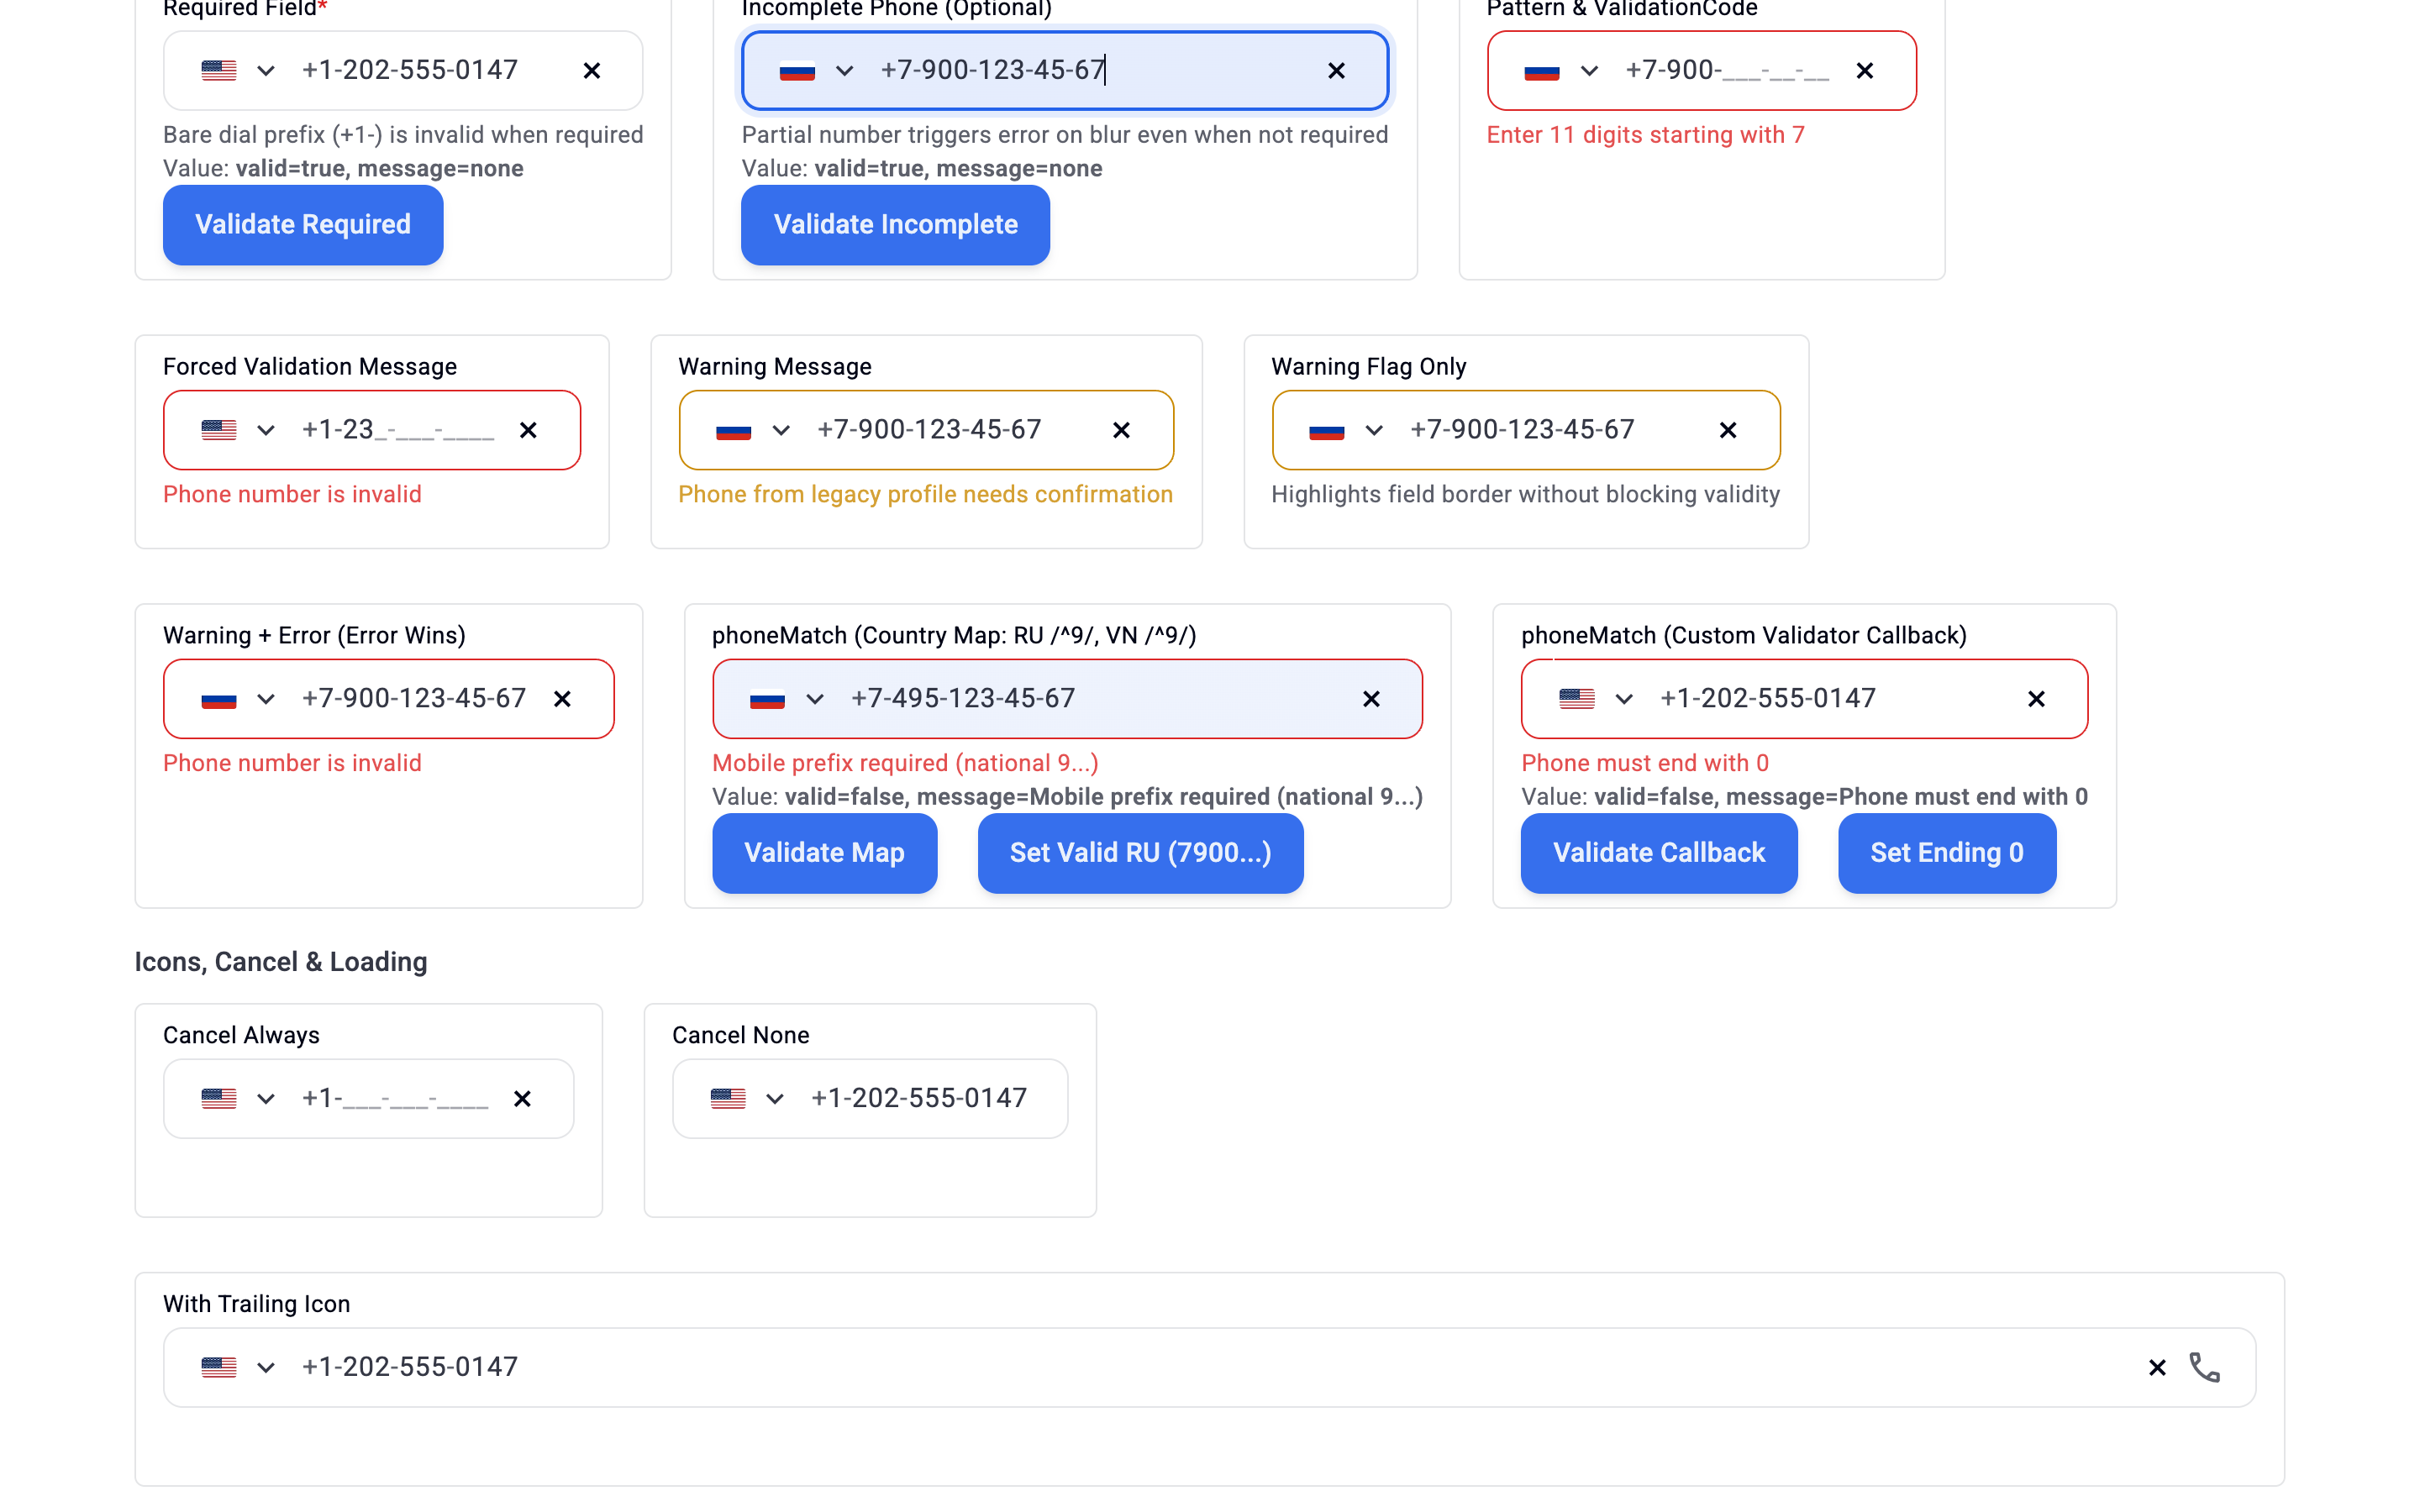 Required Field*
Incomplete Phone (Optional)
Pattern & ValidationCode
+1-202-555-0147
+7-900-123-45-67
+7-900-___-__-__
Bare dial prefix (+1-) is invalid when required
Partial number triggers error on blur even when not required
Enter 11 digits starting with 7
Value: valid=true, message=none
Value: valid=true, message=none
Validate Required
Validate Incomplete
Forced Validation Message
Warning Message
Warning Flag Only
+1-23_-___-____
+7-900-123-45-67
+7-900-123-45-67
Phone number is invalid
Phone from legacy profile needs confirmation
Highlights field border without blocking validity
Warning + Error (Error Wins)
phoneMatch (Country Map: RU /^9/, VN /^9/)
phoneMatch (Custom Validator Callback)
+7-900-123-45-67
+7-495-123-45-67
+1-202-555-0147
Phone number is invalid
Mobile prefix required (national 9...)
Phone must end with 0
Value: valid=false, message=Mobile prefix required (national 9...)
Value: valid=false, message=Phone must end with 0
Validate Map
Set Valid RU (7900...)
Validate Callback
Set Ending 0
Icons, Cancel & Loading
Cancel Always
Cancel None
+1-___-___-____
+1-202-555-0147
With Trailing Icon
+1-202-555-0147